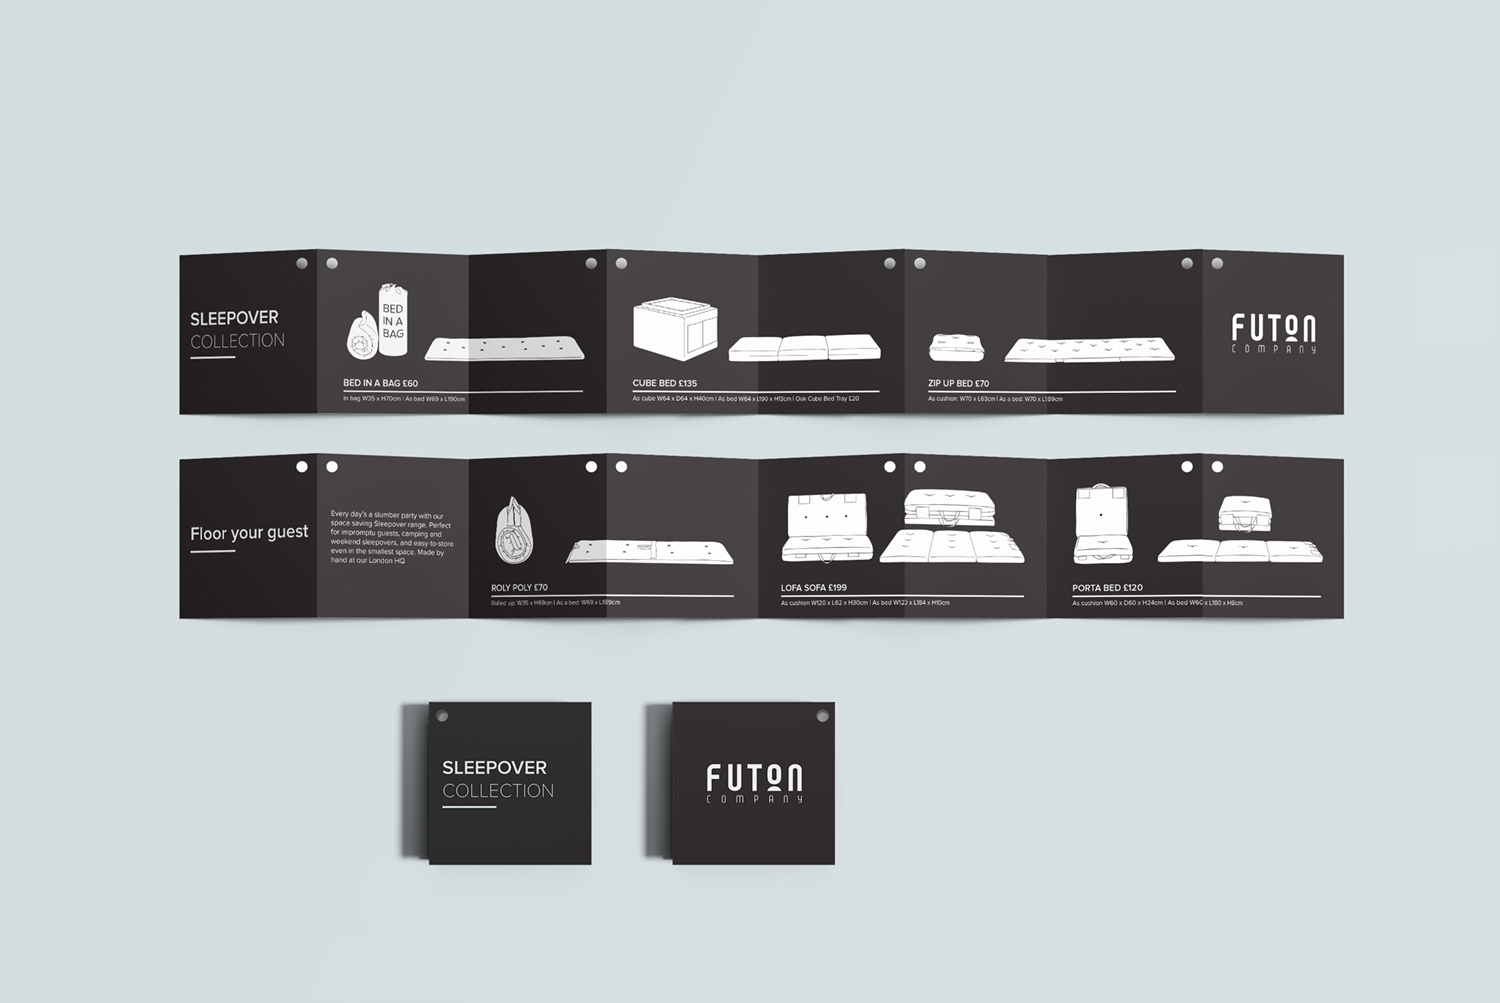 SLEEPOVER
COLLECTION
BED
IN A
BAG
BED IN A BAG £60
In bag W35 x H70cm | As bed W69 x L190cm
CUBE BED £135
As cube W64 x D64 x H40cm | As bed W64 x L190 x H13cm | Oak Cube Bed Tray £20
ZIP UP BED £70
As cushion: W70 x L63cm | As a bed: W70 x L189cm
FUTON
COMPANY
Floor your guest
Every day's a slumber party with our
space saving Sleepover range. Perfect
for impromptu guests, camping and
weekend sleepovers, and easy-to-store
even in the smallest space. Made by
hand at our London HQ
ROLY POLY £70
Rolled up: W35 x H69cm | As a bed: W69 x L189cm
LOFA SOFA £199
As cushion W120 x L62 x H30cm | As bed W123 x L184 x H10cm
PORTA BED £120
As cushion W60 x D60 x H24cm | As bed W60 x L180 x H8cm
SLEEPOVER
COLLECTION
FUTON
COMPANY